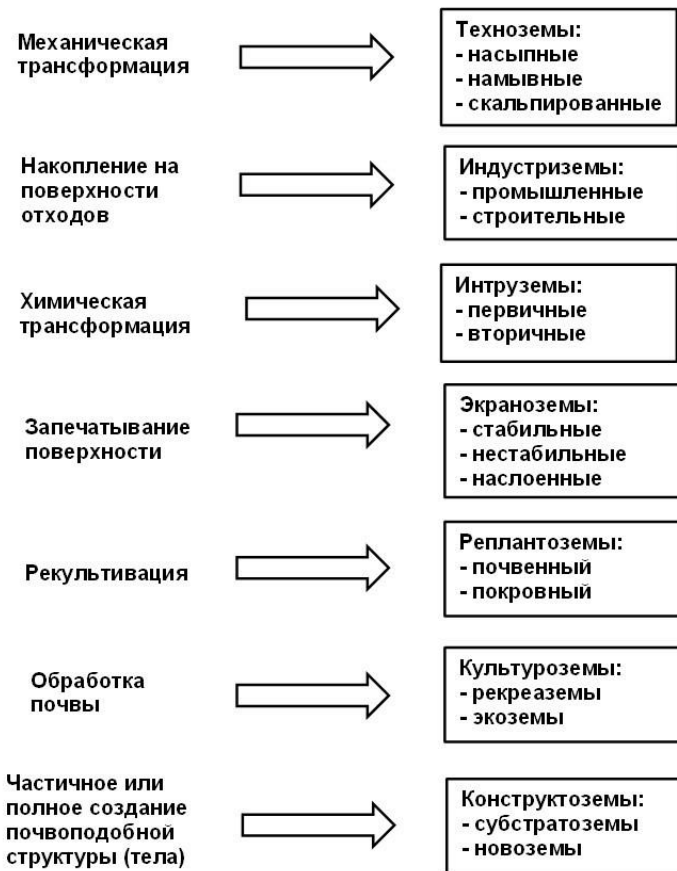 Механическая
трансформация
Техноземы:
- насыпные
- намывные
- скальпированные
Накопление на
поверхности
отходов
Индустриземы:
- промышленные
- строительные
Химическая
трансформация
Интруземы:
- первичные
- вторичные
Запечатывание
поверхности
Экраноземы:
- стабильные
- нестабильные
- наслоенные
Рекультивация
Реплантоземы:
- почвенный
- покровный
Обработка
почвы
Культуроземы:
- рекреаземы
- экоземы
Частичное или
полное создание
почвоподобной
структуры (тела)
Конструктоземы:
- субстратоземы
- новоземы